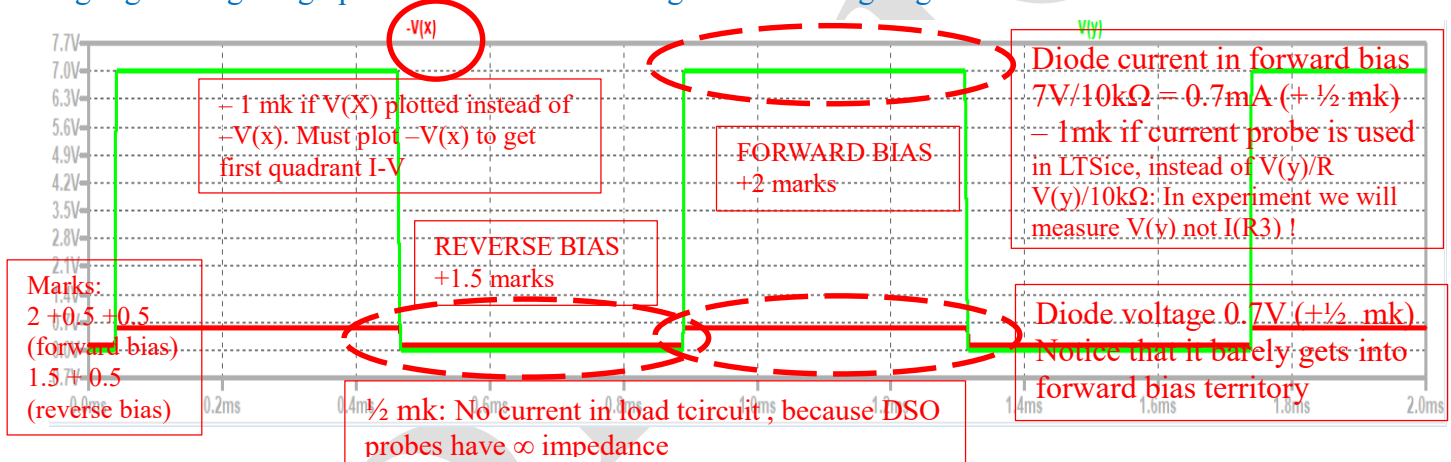 -V(x)
V(y)
7.7V
7.0V
6.3V
5.6V
4.9V
4.2V
3.5V
2.8V
2.1V
1.4V
– 1 mk if V(X) plotted instead of
–V(x). Must plot –V(x) to get
first quadrant I-V
FORWARD BIAS
+2 marks
REVERSE BIAS
+1.5 marks
Diode current in forward bias
7V/10kΩ = 0.7mA (+ ½ mk)
– 1mk if current probe is used
in LTSice, instead of V(y)/R
V(y)/10kΩ: In experiment we will
measure V(y) not I(R3) !
Marks:
2 +0.5 +0.5
(forward bias)
1.5 + 0.5
(reverse bias)
Diode voltage 0.7V (+½ mk)
Notice that it barely gets into
forward bias territory
½ mk: No current in load tcircuit , because DSO
probes have ∞ impedance
0.0ms
0.2ms
0.4ms
0.6ms
0.8ms
1.0ms
1.2ms
1.4ms
1.6ms
1.8ms
2.0ms